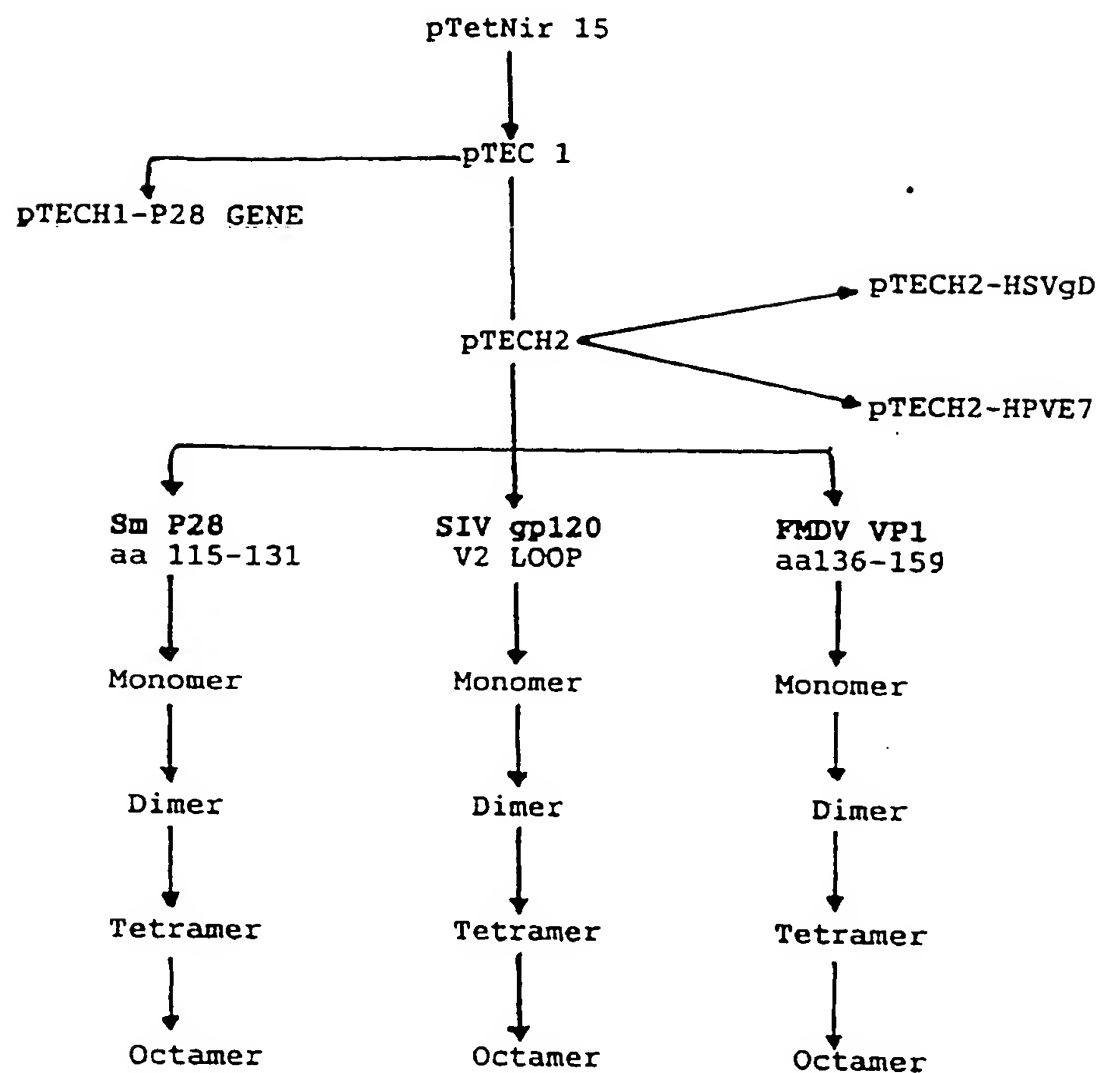 pTetNir 15
pTEC 1
pTECH1-P28 GENE
pTECH2-HSVgD
pTECH2
pTECH2-HPVE7
Sm P28
aa 115-131
SIV gp120
V2 LOOP
FMDV VP1
aa136-159
Monomer
Monomer
Monomer
Dimer
Dimer
Dimer
Tetramer
Tetramer
Tetramer
Octamer
Octamer
Octamer